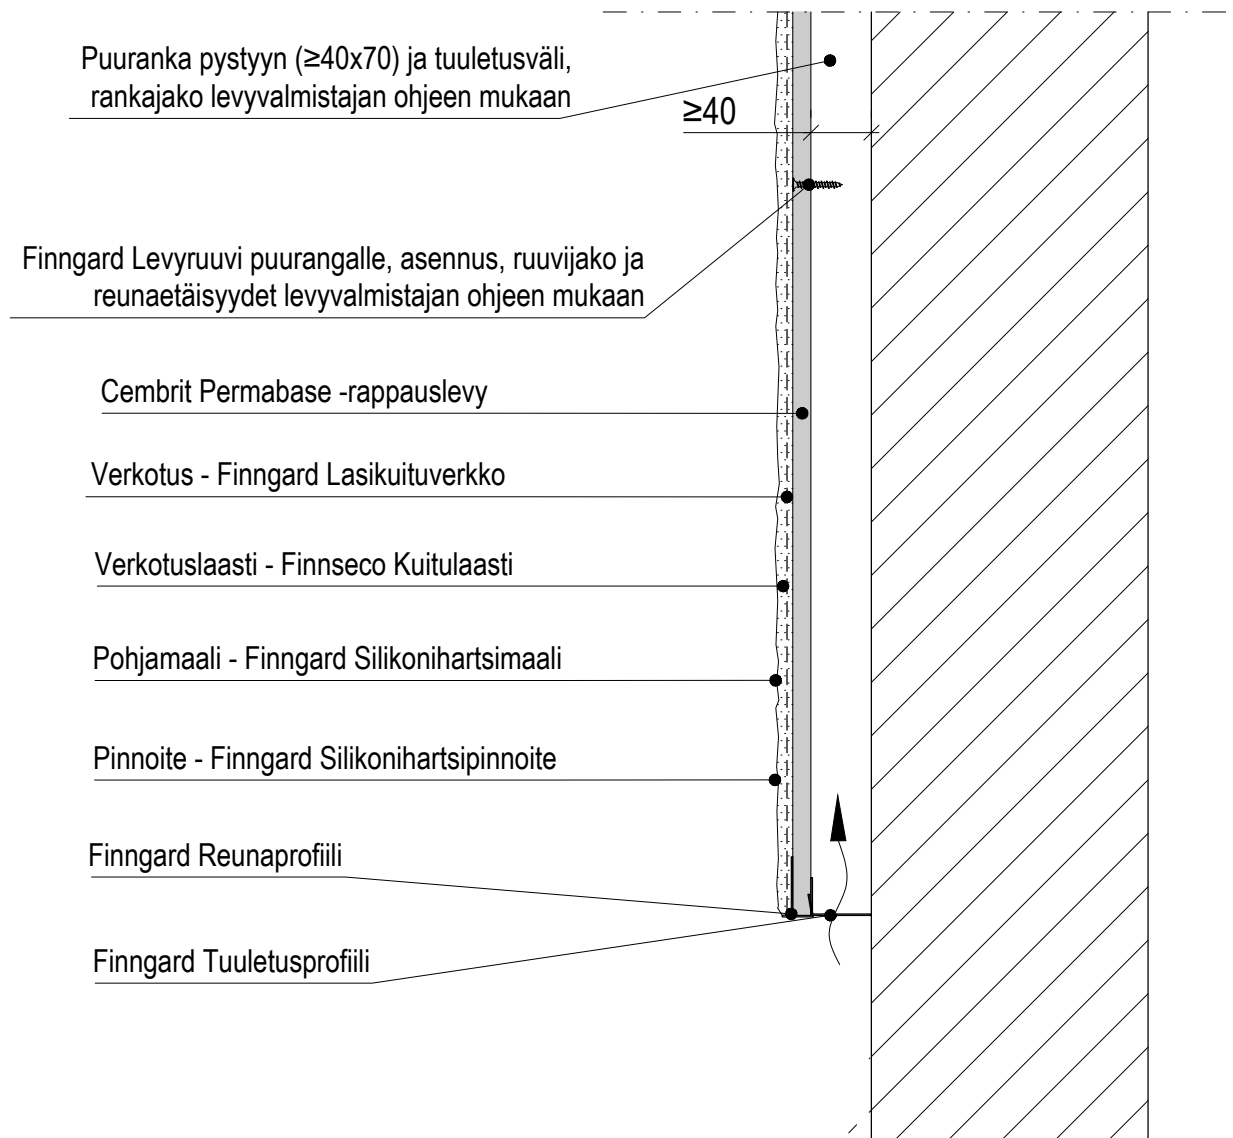 Puuranka pystyyn (≥40x70) ja tuuletusväli,
rankajako levyvalmistajan ohjeen mukaan
≥40
Finngard Levyruuvi puurangalle, asennus, ruuvijako ja
reunaetäisyydet levyvalmistajan ohjeen mukaan
Cembrit Permabase -rappauslevy
Verkotus - Finngard Lasikuituverkko
Verkotuslaasti - Finnseco Kuitulaasti
Pohjamaali - Finngard Silikonihartsimaali
Pinnoite - Finngard Silikonihartsipinnoite
Finngard Reunaprofiili
Finngard Tuuletusprofiili